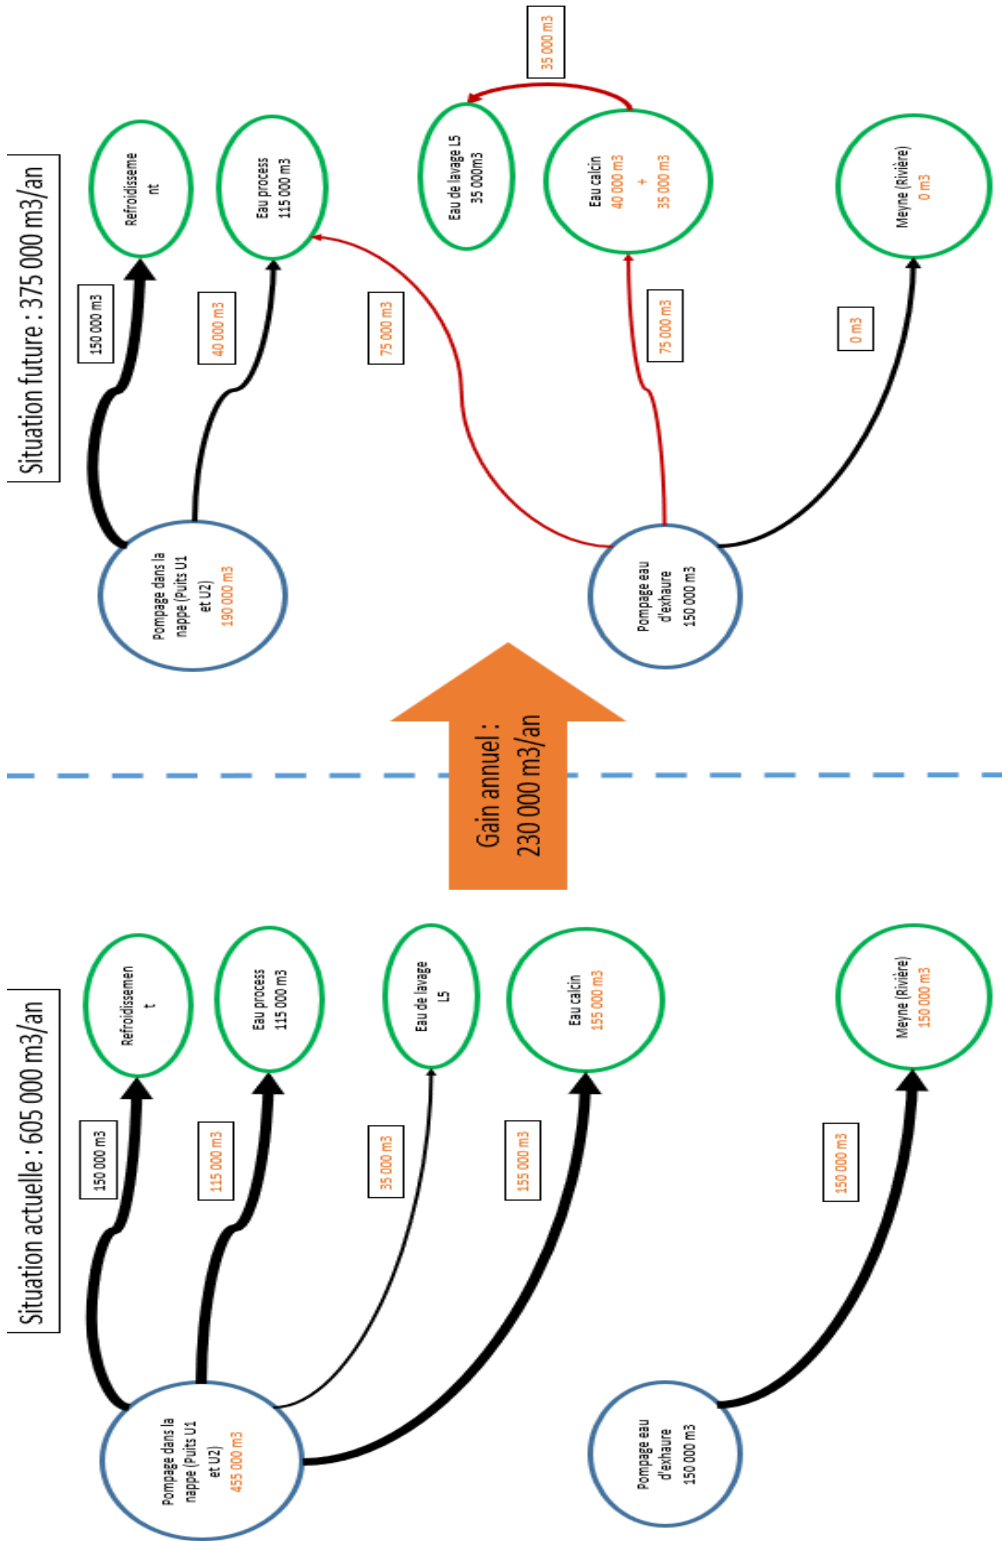 Situation actuelle : 605 000 m3/an
Pompage dans la
nappe (Puits U1
et U2)
455 000 m3
150 000 m3
115 000 m3
35 000 m3
155 000 m3
Refroidissemen
t
Eau process
115 000 m3
Eau de lavage
L5
Eau calcin
155 000 m3
Pompage eau
d'exhaure
150 000 m3
150 000 m3
Meyne (Rivière)
150 000 m3
Gain annuel :
230 000 m3/an
Situation future : 375 000 m3/an
Pompage dans la
nappe (Puits U1
et U2)
190 000 m3
150 000 m3
40 000 m3
75 000 m3
75 000 m3
0 m3
Refroidisseme
nt
Eau process
115 000 m3
Eau de lavage L5
35 000m3
35 000 m3
Eau calcin
40 000 m3
+
35 000 m3
Pompage eau
d'exhaure
150 000 m3
Meyne (Rivière)
0 m3